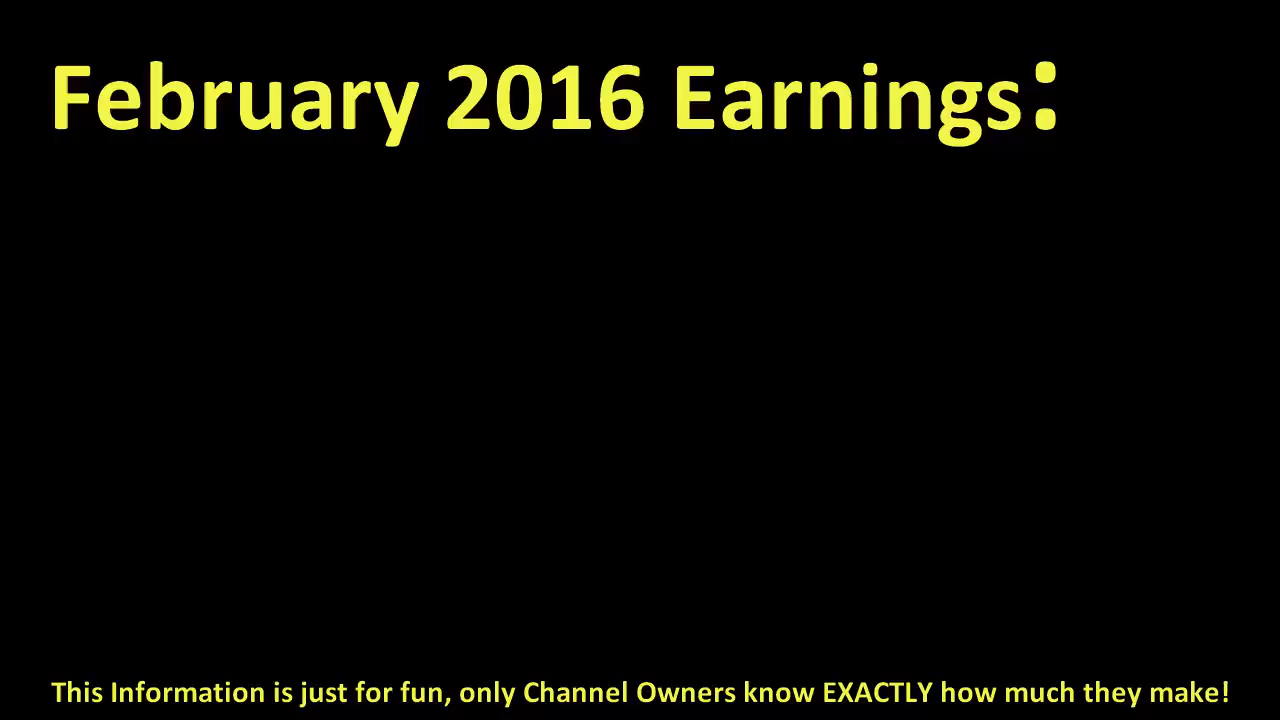 February 2016 Earnings:
This Information is just for fun, only Channel Owners know EXACTLY how much they make!